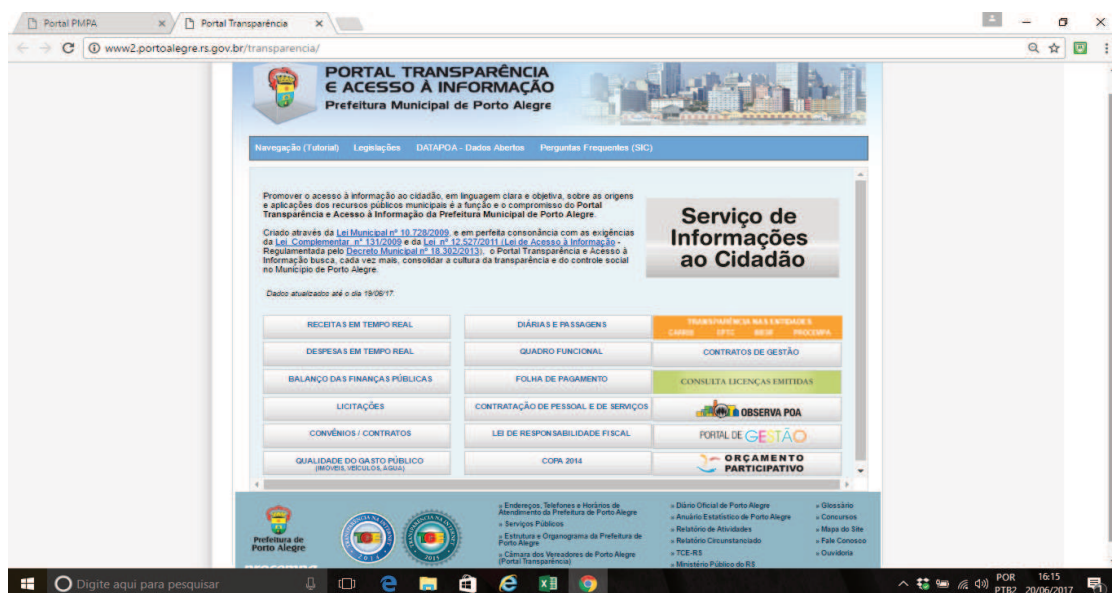 Portal PMPA
Portal Transparência
www2.portoalegre.rs.gov.br/transparencia/
PORTAL TRANSPARÊNCIA
E ACESSO À INFORMAÇÃO
Prefeitura Municipal de Porto Alegre
Navegação (Tutorial) Legislações DATAPOA - Dados Abertos Perguntas Frequentes (SIC)
Promover o acesso à informação ao cidadão, em linguagem clara e objetiva, sobre as origens
e aplicações dos recursos públicos municipais é a função e o compromisso do Portal
Transparência e Acesso à Informação da Prefeitura Municipal de Porto Alegre.
Criado através da Lei Municipal nº 10.728/2009, e em perfeita consonância com as exigências
da Lei Complementar nº 131/2009 e da Lei nº 12.527/2011 (Lei de Acesso à Informação -
Regulamentada pelo Decreto Municipal nº 18.302/2013), o Portal Transparência e Acesso à
Informação busca, cada vez mais, consolidar a cultura da transparência e do controle social
no Município de Porto Alegre.
Serviço de
Informações
ao Cidadão
Dados atualizados até o dia 19/06/17.
RECEITAS EM TEMPO REAL
DIÁRIAS E PASSAGENS
TRANSPARÊNCIA NAS ENTIDADES
CARRIS EPTC IMESF PROCEMPA
DESPESAS EM TEMPO REAL
QUADRO FUNCIONAL
CONTRATOS DE GESTÃO
BALANÇO DAS FINANÇAS PÚBLICAS
FOLHA DE PAGAMENTO
CONSULTA LICENÇAS EMITIDAS
LICITAÇÕES
CONTRATAÇÃO DE PESSOAL E DE SERVIÇOS
OBSERVA POA
CONVÊNIOS / CONTRATOS
LEI DE RESPONSABILIDADE FISCAL
PORTAL DE GESTÃO
QUALIDADE DO GASTO PÚBLICO
(IMÓVEIS, VEÍCULOS, ÁGUA)
COPA 2014
ORÇAMENTO
PARTICIPATIVO
Prefeitura de
Porto Alegre
procempa
» Endereços, Telefones e Horários de
Atendimento da Prefeitura de Porto Alegre
» Serviços Públicos
» Estrutura e Organograma da Prefeitura de
Porto Alegre
» Câmara dos Vereadores de Porto Alegre
(Portal Transparência)
» Diário Oficial de Porto Alegre
» Anuário Estatístico de Porto Alegre
» Relatório de Atividades
» Relatório Circunstanciado
» TCE-RS
» Ministério Público do RS
» Glossário
» Concursos
» Mapa do Site
» Fale Conosco
» Ouvidoria
Digite aqui para pesquisar
POR
PTB2
16:15
20/06/2017